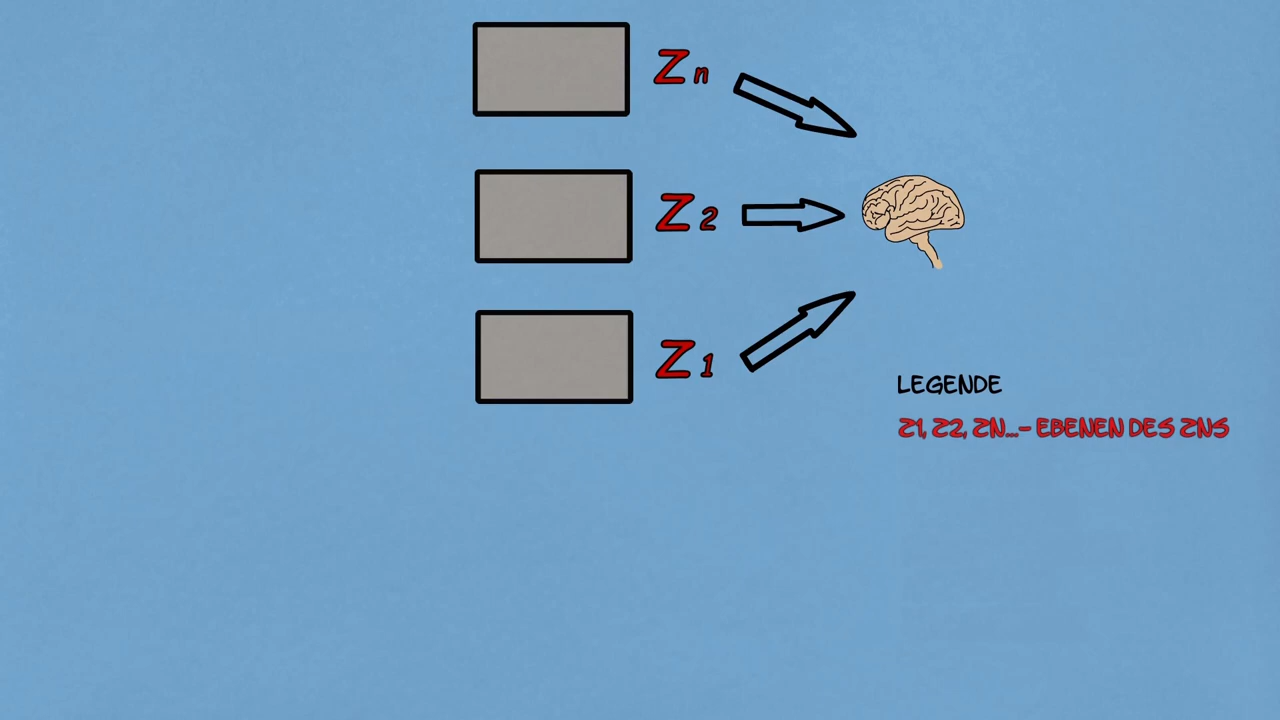 Zn
Z2
Z1
LEGENDE
Z1, Z2, ZN...- EBENEN DES ZNS